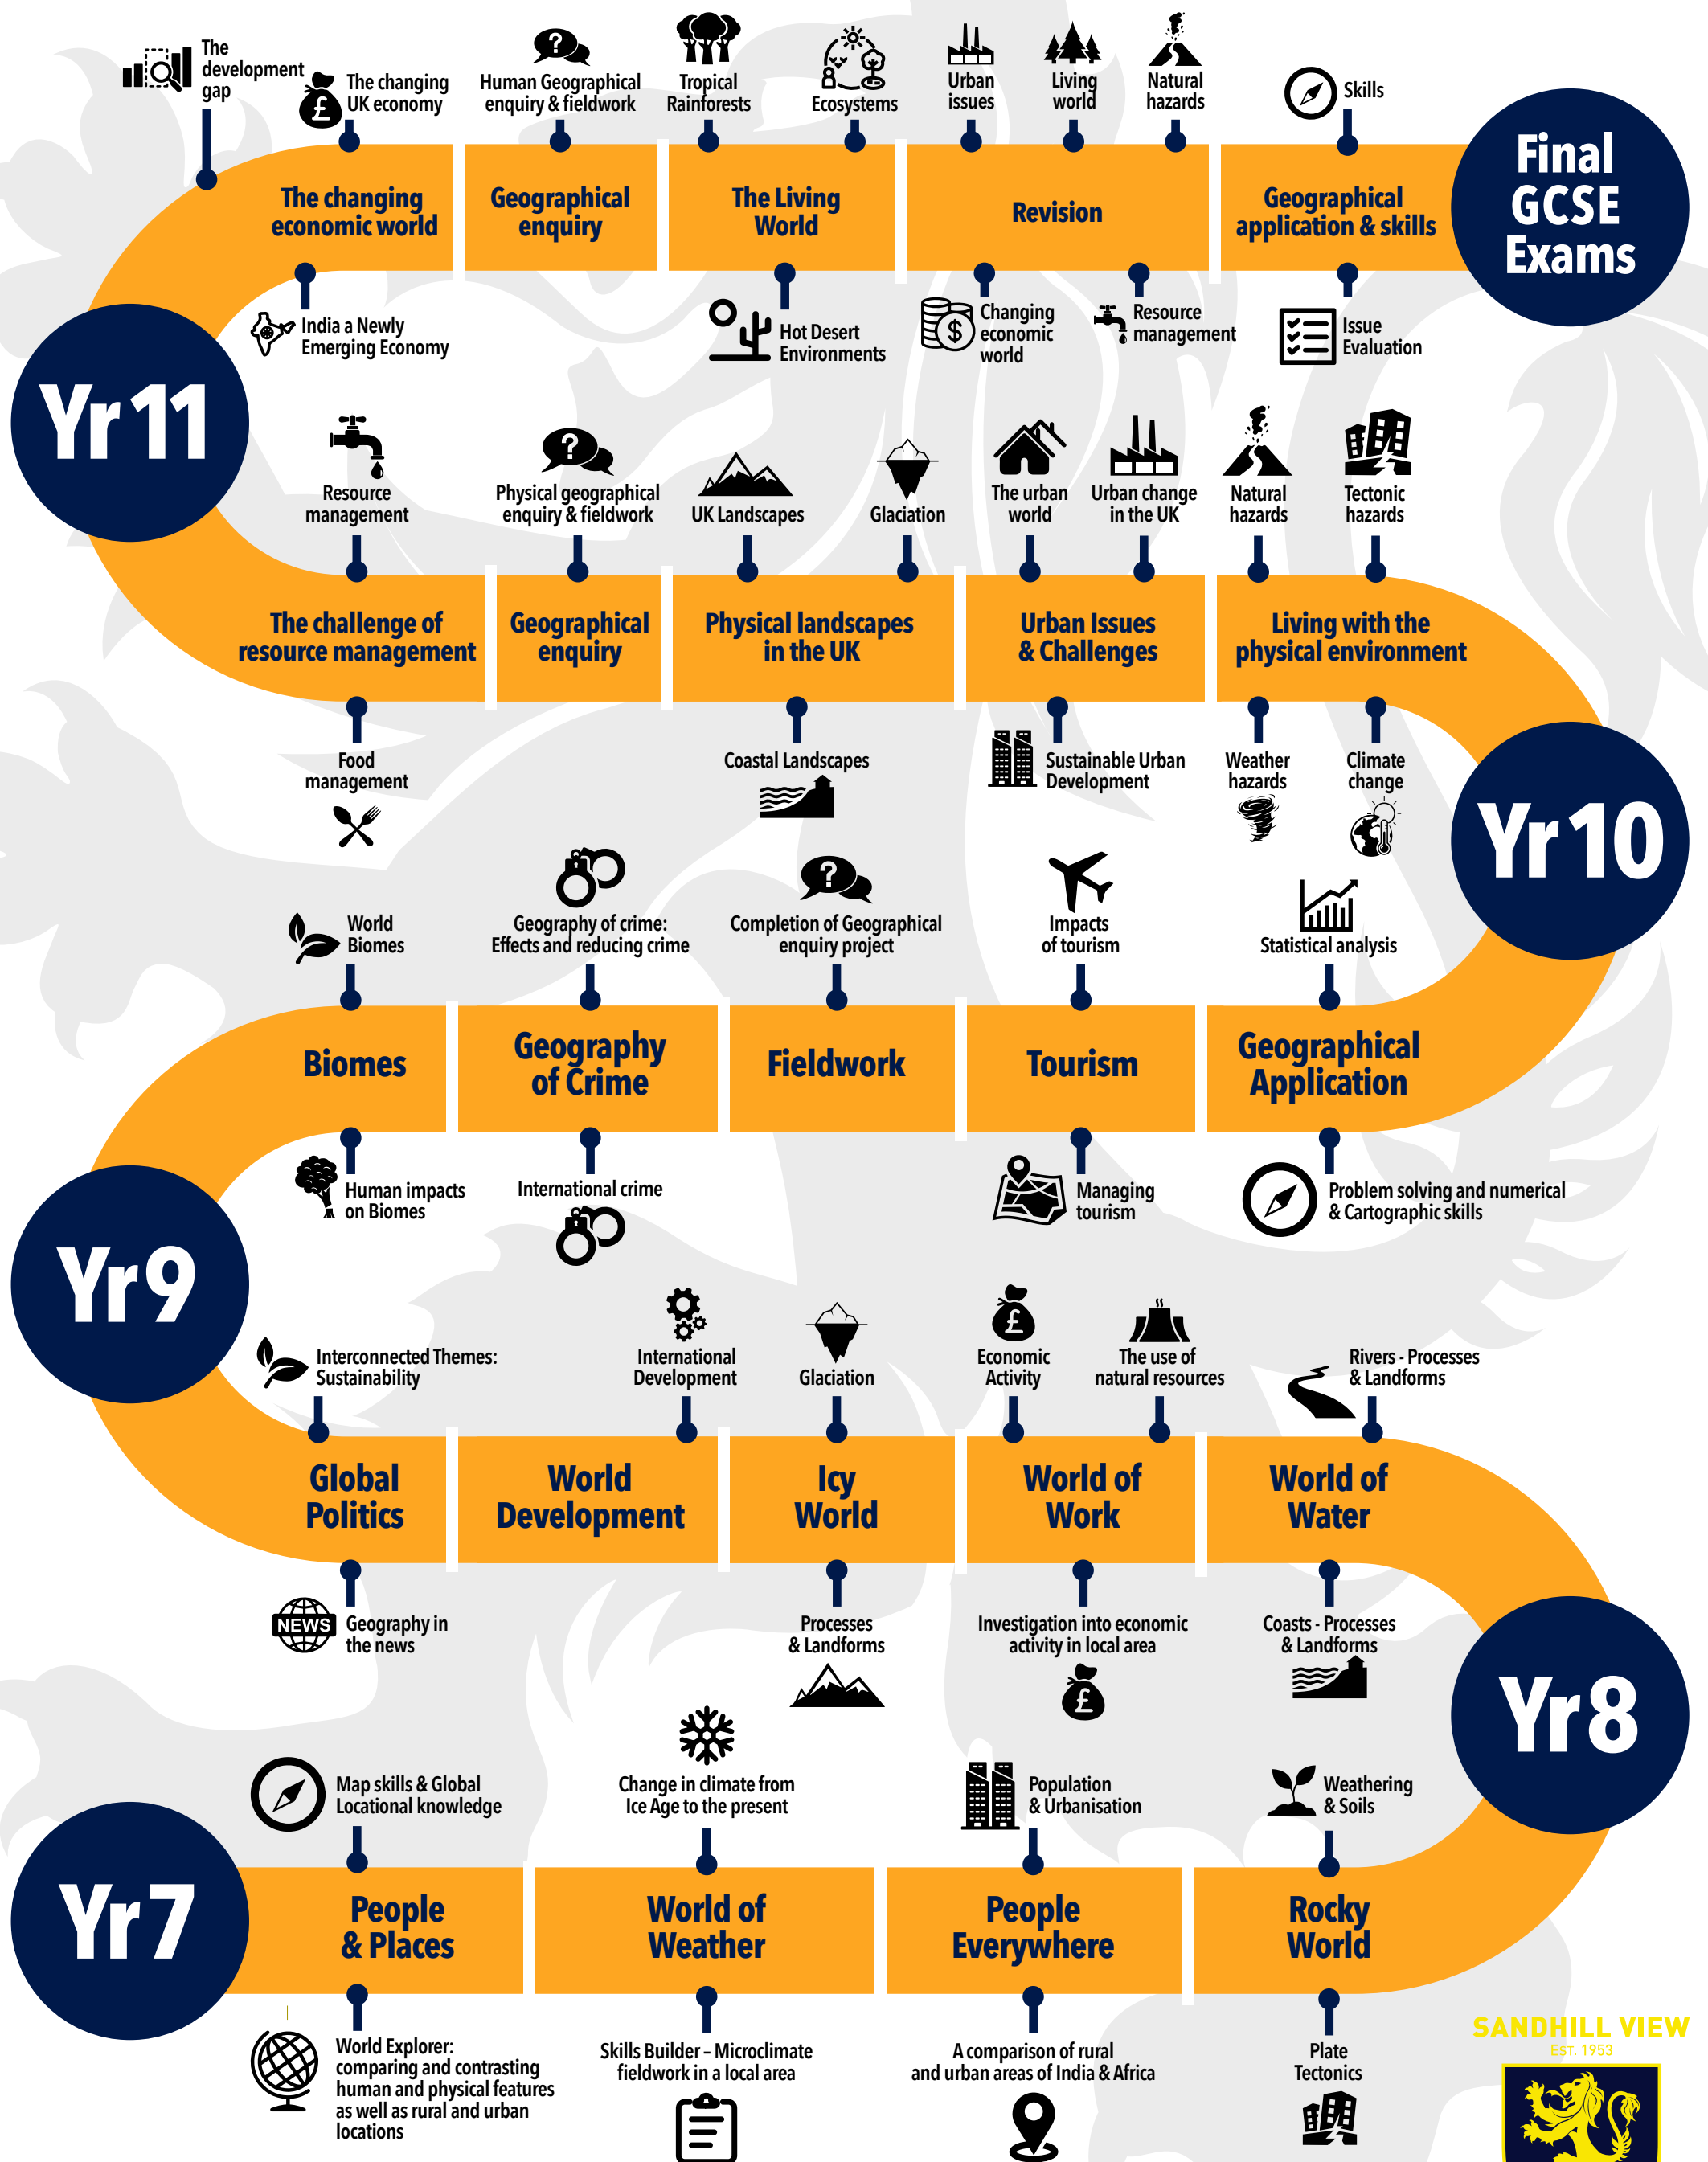 The
development
gap
The changing
UK economy
Human Geographical
enquiry & fieldwork
Tropical
Rainforests
Ecosystems
Urban
issues
Living
world
Natural
hazards
Skills
Final
GCSE
Exams
The changing
economic world
Geographical
enquiry
The Living
World
Revision
Geographical
application & skills
India a Newly
Emerging Economy
Hot Desert
Environments
$
Changing
economic
world
Resource
management
Issue
Evaluation
Yr 11
Resource
management
Physical geographical
enquiry & fieldwork
UK Landscapes
Glaciation
The urban
world
Urban change
in the UK
Natural
hazards
Tectonic
hazards
The challenge of
resource management
Geographical
enquiry
Physical landscapes
in the UK
Urban Issues
& Challenges
Living with the
physical environment
Food
management
Coastal Landscapes
Sustainable Urban
Development
Weather
hazards
Climate
change
Yr 10
World
Biomes
Geography of crime:
Effects and reducing crime
Completion of Geographical
enquiry project
Impacts
of tourism
Statistical analysis
Biomes
Geography
of Crime
Fieldwork
Tourism
Geographical
Application
Human impacts
on Biomes
International crime
Managing
tourism
Problem solving and numerical
& Cartographic skills
Yr 9
Interconnected Themes:
Sustainability
International
Development
Glaciation
Economic
Activity
The use of
natural resources
Rivers - Processes
& Landforms
Global
Politics
World
Development
Icy
World
World of
Work
World of
Water
NEWS
Geography in
the news
Processes
& Landforms
Investigation into economic
activity in local area
Coasts - Processes
& Landforms
Yr 8
Map skills & Global
Locational knowledge
Change in climate from
Ice Age to the present
Population
& Urbanisation
Weathering
& Soils
Yr 7
People
& Places
World of
Weather
People
Everywhere
Rocky
World
World Explorer:
comparing and contrasting
human and physical features
as well as rural and urban
locations
Skills Builder – Microclimate
fieldwork in a local area
A comparison of rural
and urban areas of India & Africa
Plate
Tectonics
SANDHILL VIEW
EST. 1953